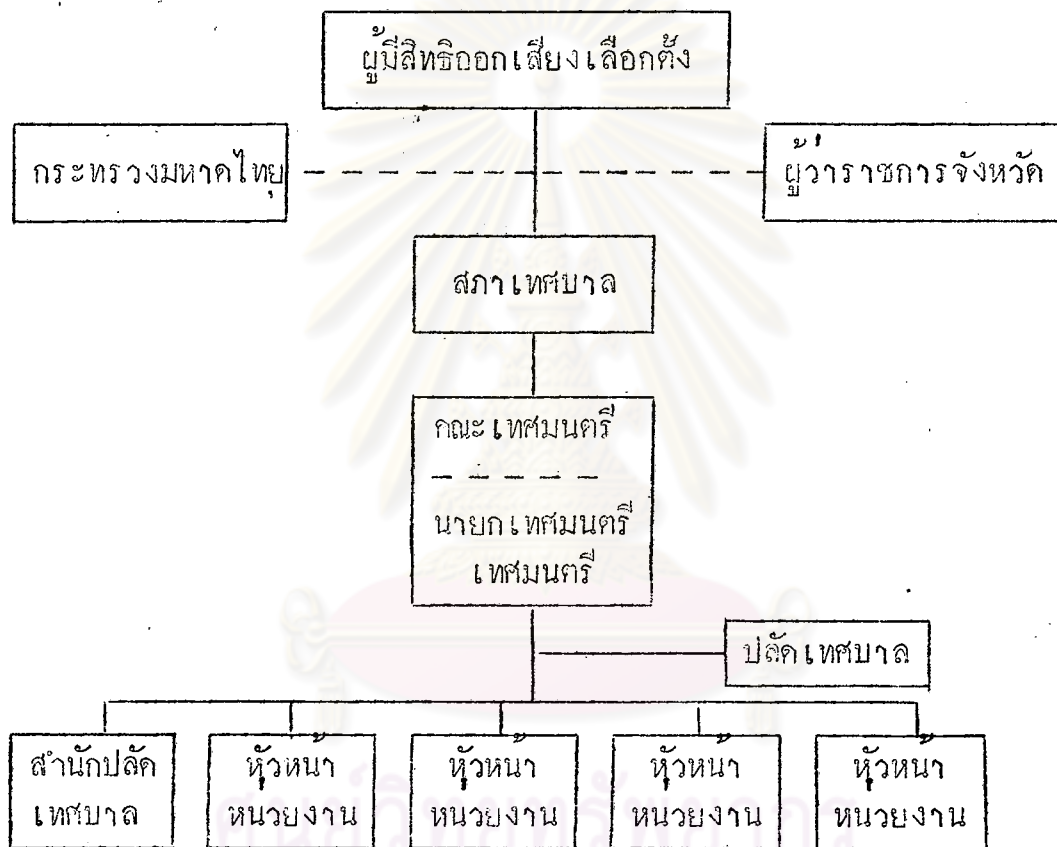 ผู้มีสิทธิออกเสียงเลือกตั้ง
กระทรวงมหาดไทย
ผู้ว่าราชการจังหวัด
สภาเทศบาล
คณะเทศมนตรี
นายกเทศมนตรี
เทศมนตรี
ปลัดเทศบาล
สำนักปลัด
เทศบาล
หัวหน้า
หน่วยงาน
หัวหน้า
หน่วยงาน
หัวหน้า
หน่วยงาน
หัวหน้า
หน่วยงาน